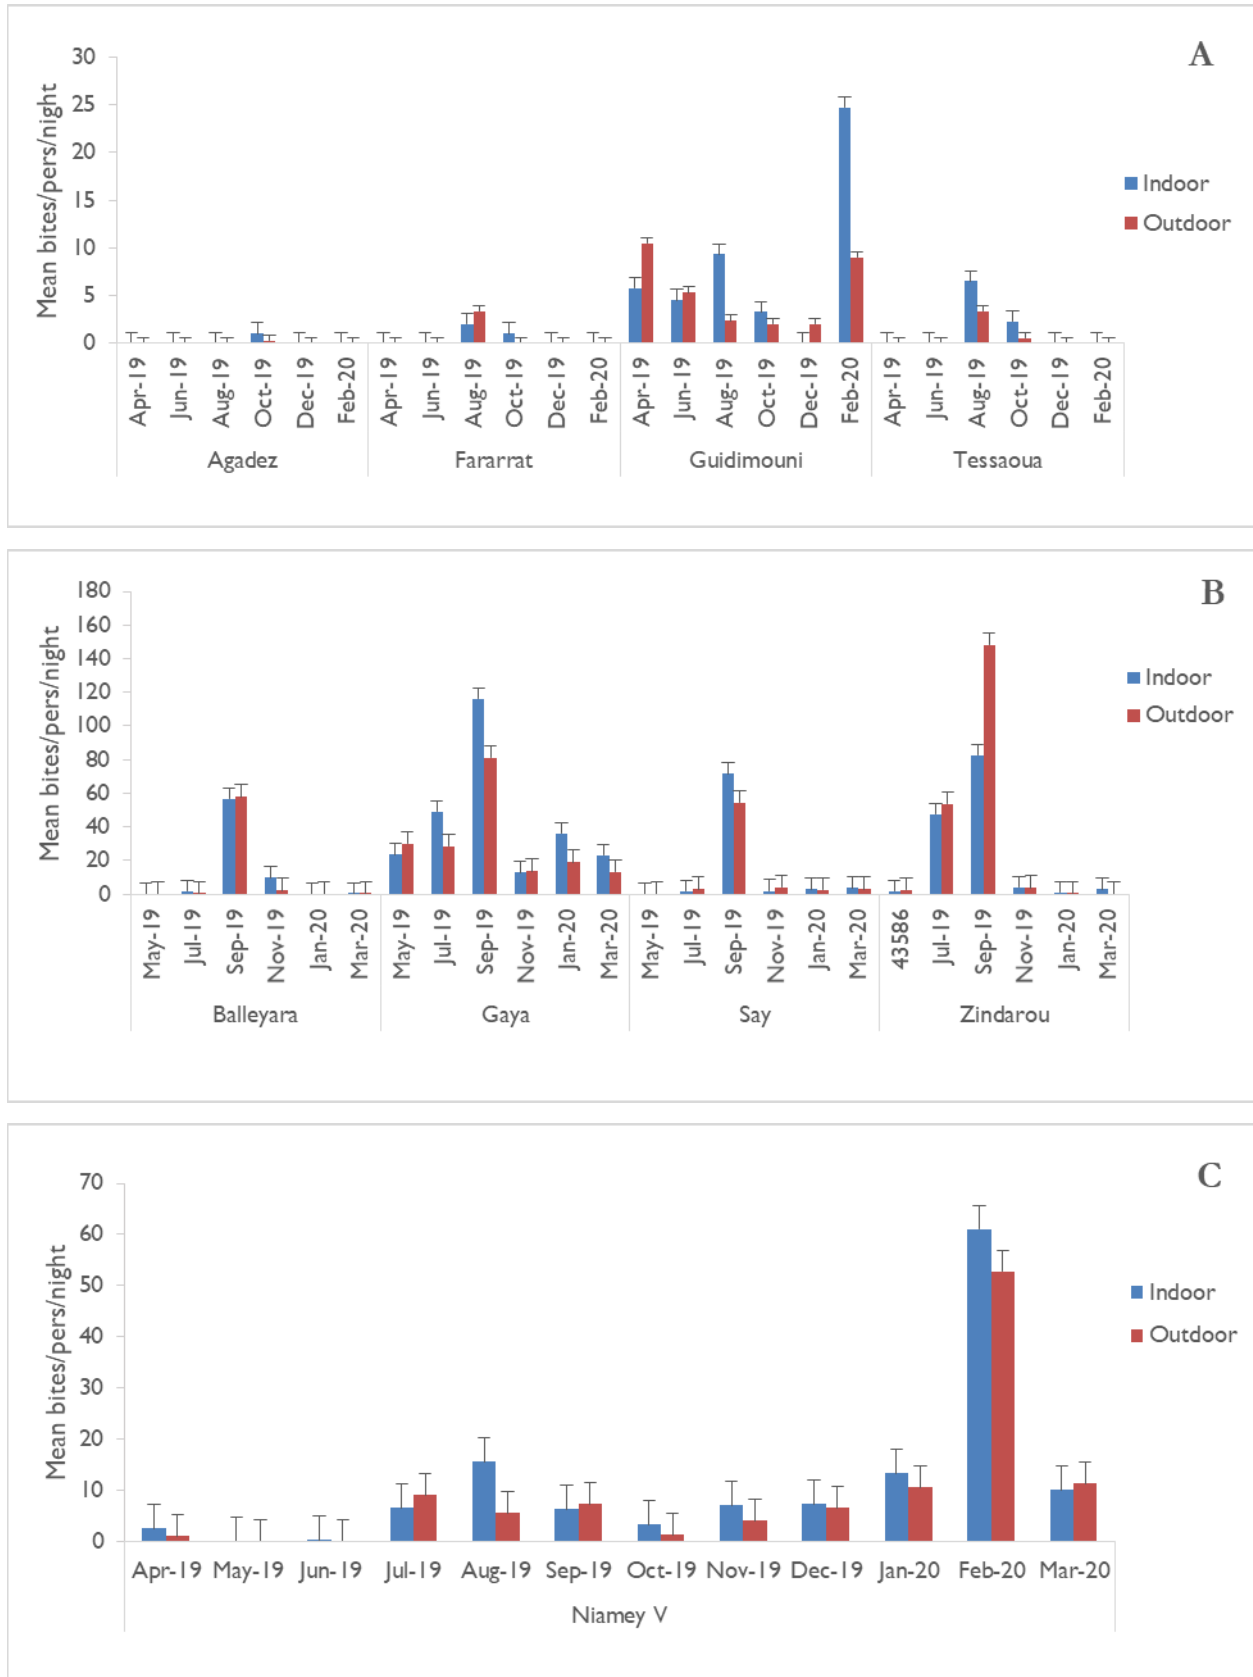 A
Mean bites/pers/night
30
25
20
15
10
5
0
Indoor
Outdoor
Apr-19 Jun-19 Aug-19 Oct-19 Dec-19 Feb-20 Apr-19 Jun-19 Aug-19 Oct-19 Dec-19 Feb-20 Apr-19 Jun-19 Aug-19 Oct-19 Dec-19 Feb-20 Apr-19 Jun-19 Aug-19 Oct-19 Dec-19 Feb-20
Agadez Fararrat Guidimouni Tessaoua
B
Mean bites/pers/night
180
160
140
120
100
80
60
40
20
0
Indoor
Outdoor
May-19 Jul-19 Sep-19 Nov-19 Jan-20 Mar-20 May-19 Jul-19 Sep-19 Nov-19 Jan-20 Mar-20 May-19 Jul-19 Sep-19 Nov-19 Jan-20 Mar-20 43586 Jul-19 Sep-19 Nov-19 Jan-20 Mar-20
Balleyara Gaya Say Zindarou
C
Mean bites/pers/night
70
60
50
40
30
20
10
0
Indoor
Outdoor
Apr-19 May-19 Jun-19 Jul-19 Aug-19 Sep-19 Oct-19 Nov-19 Dec-19 Jan-20 Feb-20 Mar-20
Niamey V